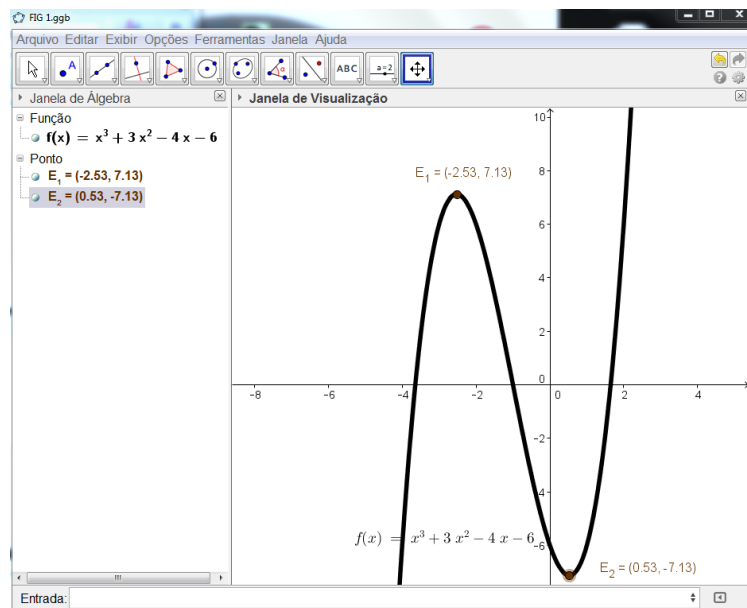 FIG 1.ggb
Arquivo Editar Exibir Opções Ferramentas Janela Ajuda
A
α
ABC
a=2
Janela de Álgebra
Função
f(x) = x³ + 3 x² − 4 x − 6
Ponto
E₁ = (-2.53, 7.13)
E₂ = (0.53, -7.13)
Janela de Visualização
10
8
6
4
2
0
-2
-4
-6
-8
-6
-4
-2
0
2
4
E₁ = (-2.53, 7.13)
f(x) = x³ + 3 x² − 4 x − 6
E₂ = (0.53, -7.13)
Entrada: